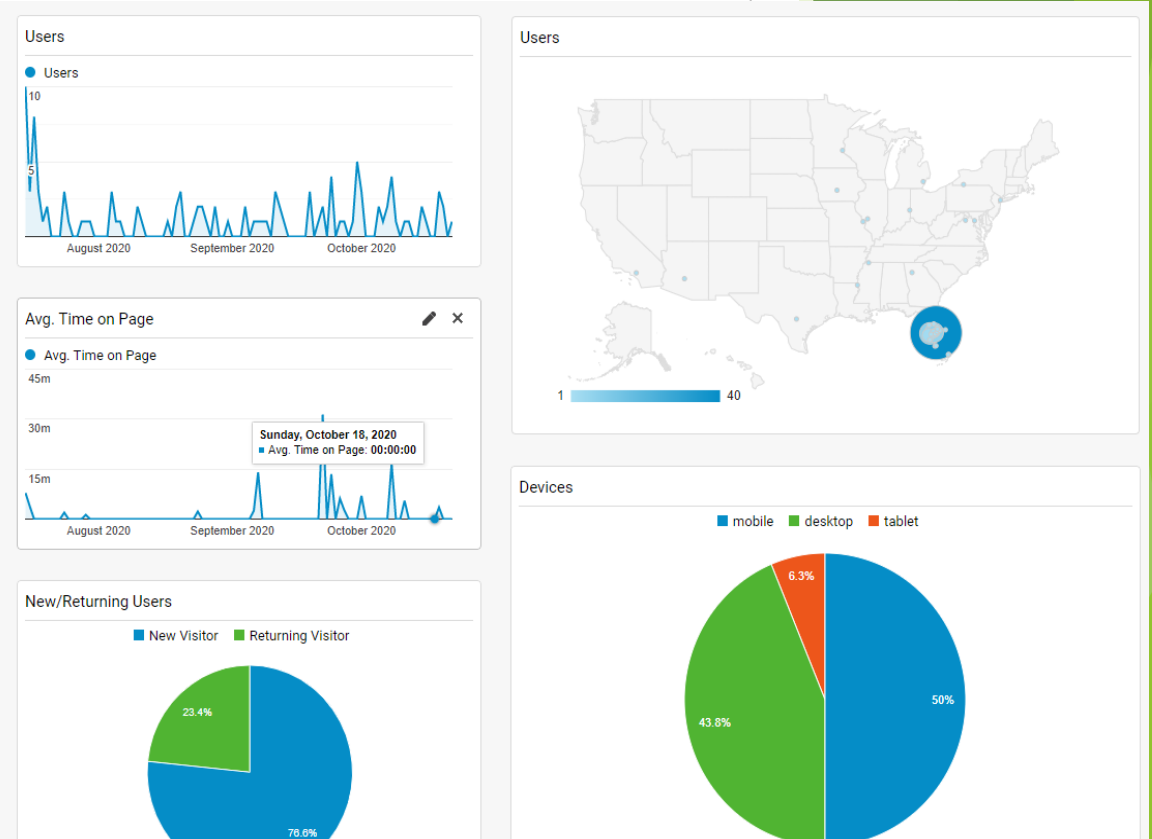 Users
Users
10
5
August 2020 September 2020 October 2020
Avg. Time on Page
Avg. Time on Page
45m
30m
15m
Sunday, October 18, 2020
Avg. Time on Page: 00:00:00
August 2020 September 2020 October 2020
New/Returning Users
New Visitor Returning Visitor
23.4%
76.6%
Users
1 40
Devices
mobile desktop tablet
6.3%
50%
43.8%